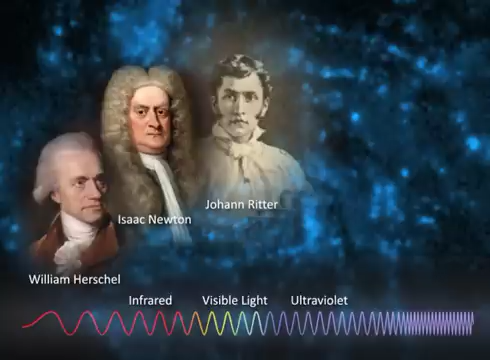 Johann Ritter
Isaac Newton
William Herschel
Infrared
Visible Light
Ultraviolet